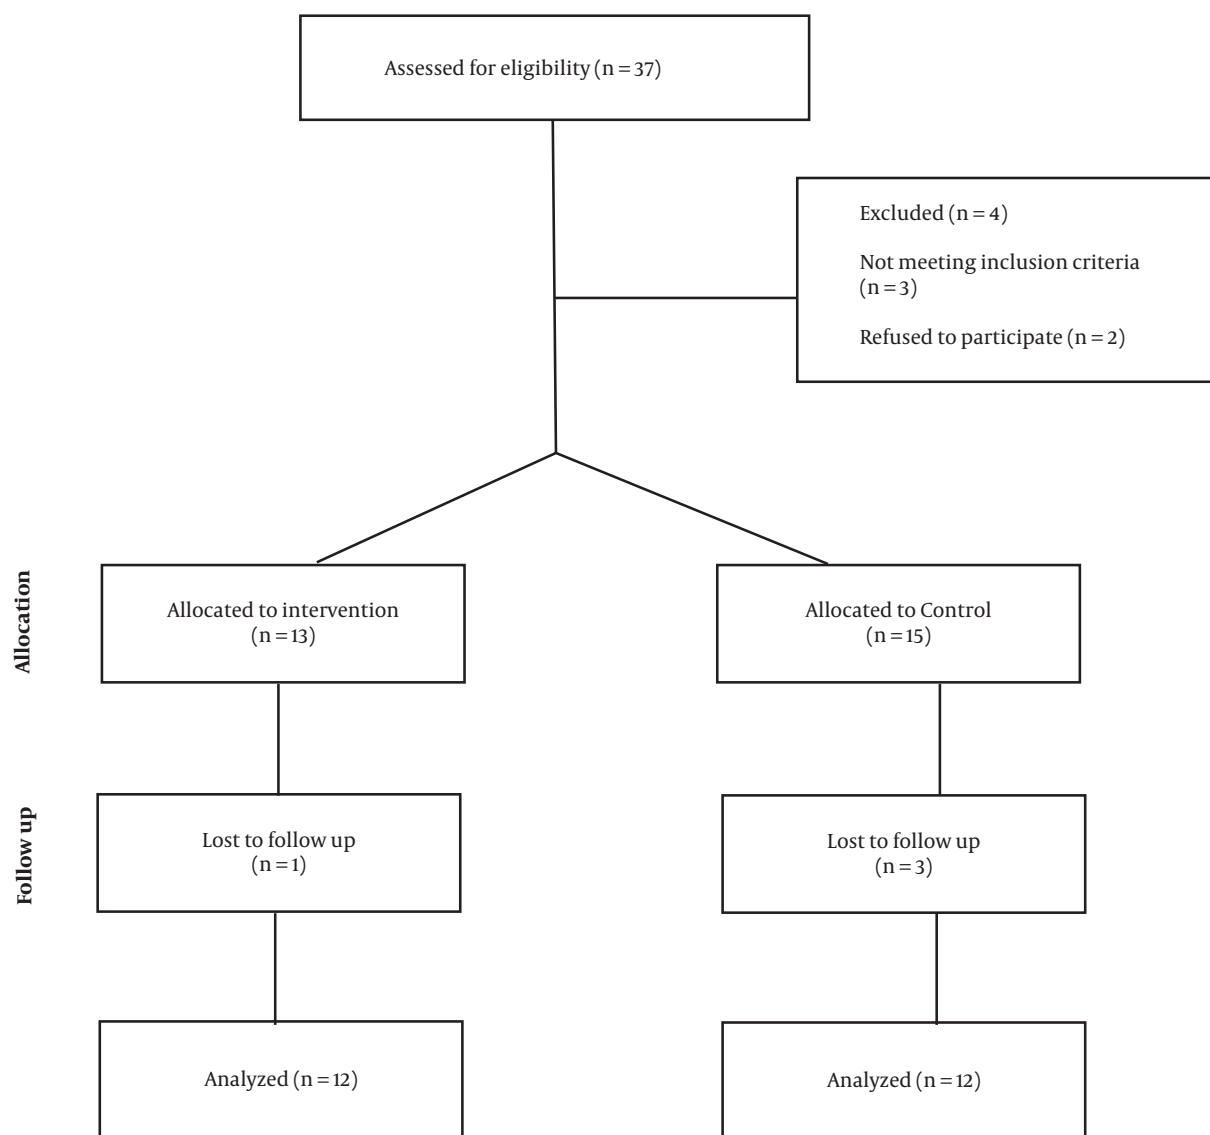 Assessed for eligibility (n = 37)
Excluded (n = 4)
Not meeting inclusion criteria
(n = 3)
Refused to participate (n = 2)
Allocation
Allocated to intervention
(n = 13)
Allocated to Control
(n = 15)
Follow up
Lost to follow up
(n = 1)
Lost to follow up
(n = 3)
Analyzed (n = 12)
Analyzed (n = 12)